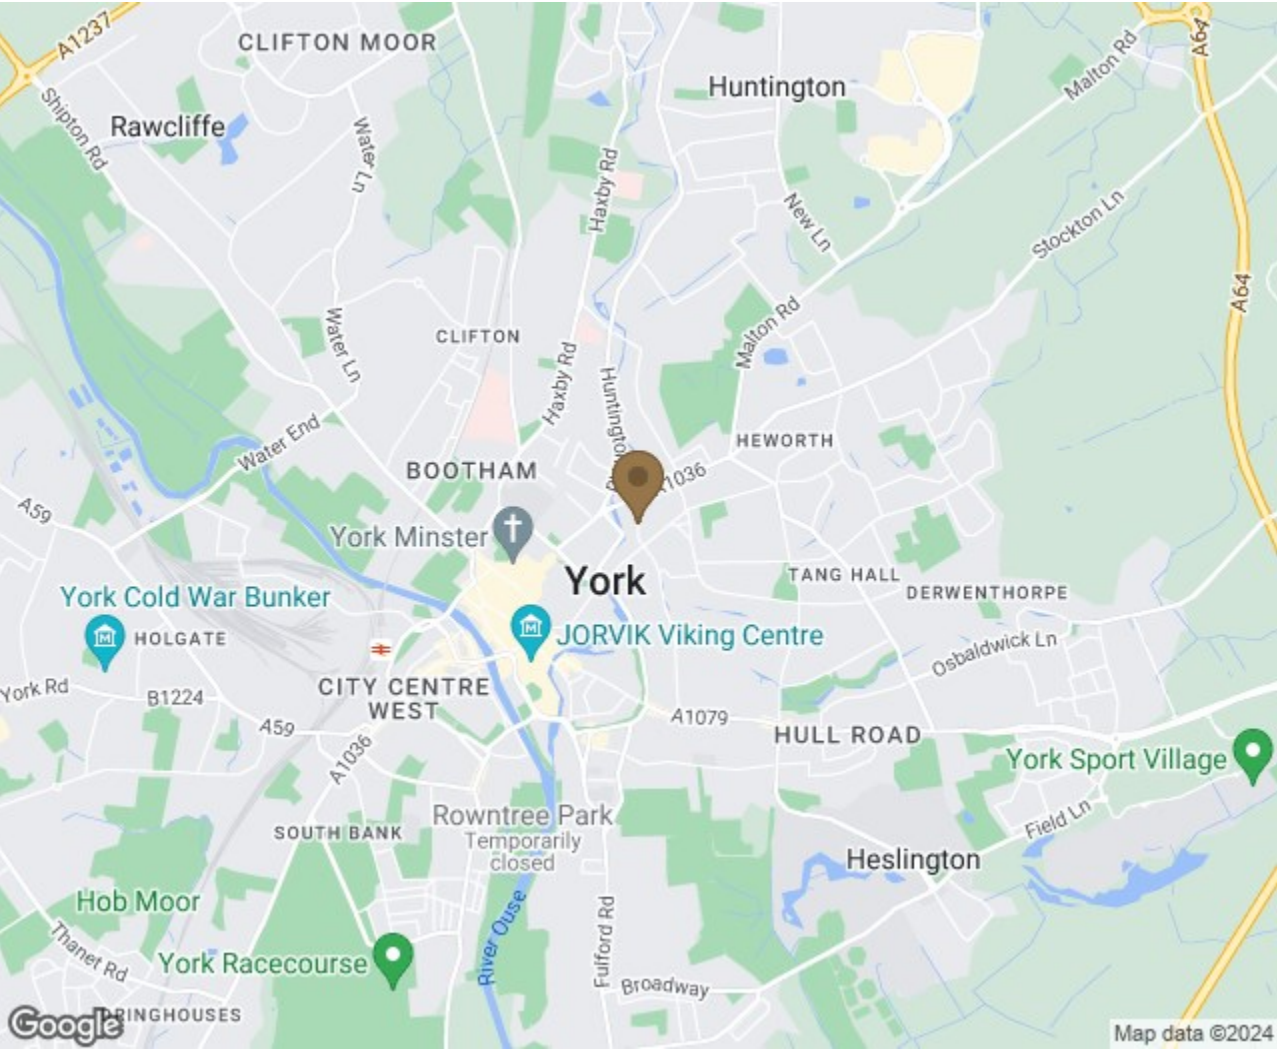 A1237
CLIFTON MOOR
Malton Rd
A64
Huntington
Shipton Rd
Rawcliffe
Water Ln
Haxby Rd
New Ln
Stockton Ln
A64
Malton Rd
CLIFTON
Water Ln
Haxby Rd
Water End
HEWORTH
BOOTHAM
A1036
A59
York Minster
York
TANG HALL
DERWENTHORPE
York Cold War Bunker
HOLGATE
JORVIK Viking Centre
Osbaldwick Ln
York Rd
B1224
CITY CENTRE
WEST
A59
A1079
HULL ROAD
A1036
York Sport Village
Rowntree Park
Temporarily
closed
SOUTH BANK
Field Ln
Heslington
Hob Moor
River Ouse
Fulford Rd
Thanet Rd
York Racecourse
Broadway
DRINGHOUSES
Google
Map data ©2024